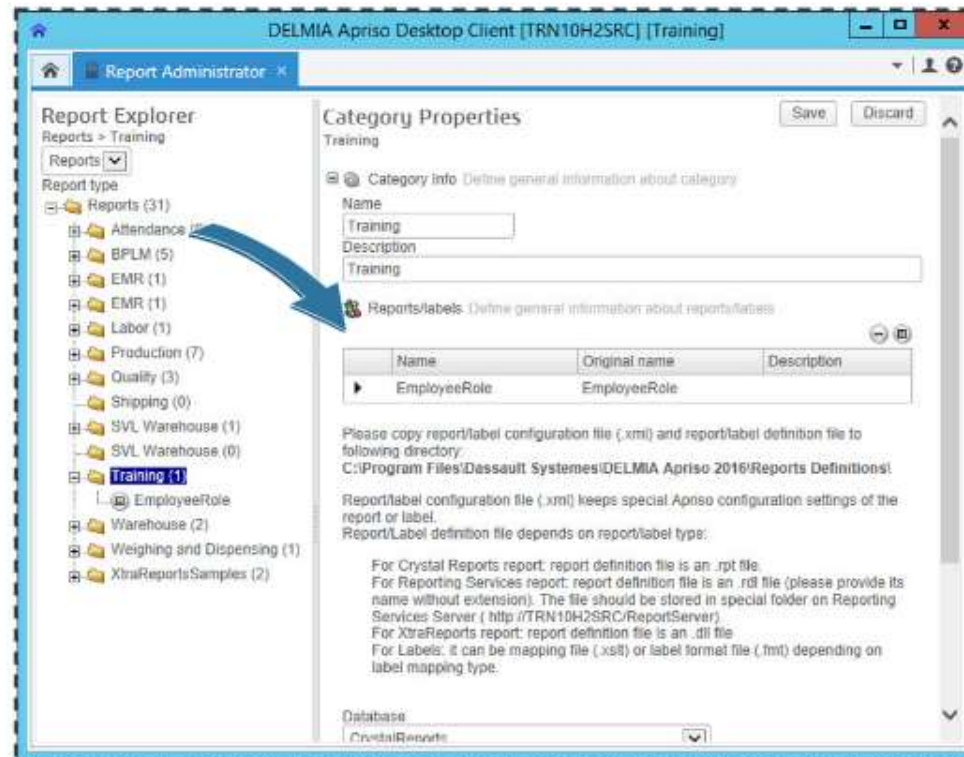 DELMIA Apriso Desktop Client [TRN10H2SRC] [Training]
Report Administrator
Report Explorer
Reports > Training
Reports
Report type
Reports (31)
Attendance
BPLM (5)
EMR (1)
EMR (1)
Labor (1)
Production (7)
Quality (3)
Shipping (0)
SVL Warehouse (1)
SVL Warehouse (0)
Training (1)
EmployeeRole
Warehouse (2)
Weighing and Dispensing (1)
XtraReportsSamples (2)
Category Properties
Save Discard
Training
Category Info Define general information about category
Name
Training
Description
Training
Reports/labels Define general information about reports/labels
Name Original name Description
EmployeeRole EmployeeRole
Please copy report/label configuration file (.xml) and report/label definition file to
following directory:
C:\Program Files\Dassault Systemes\DELMIA Apriso 2016\Reports Definitions\
Report/label configuration file (.xml) keeps special Apriso configuration settings of the
report or label.
Report/Label definition file depends on report/label type:
For Crystal Reports report: report definition file is an .rpt file.
For Reporting Services report: report definition file is an .rdl file (please provide its
name without extension). The file should be stored in special folder on Reporting
Services Server ( http://TRN10H2SRC/ReportServer).
For XtraReports report: report definition file is an .dll file
For Labels: it can be mapping file (.xslt) or label format file (.fmt) depending on
label mapping type.
Database
CrystalReports